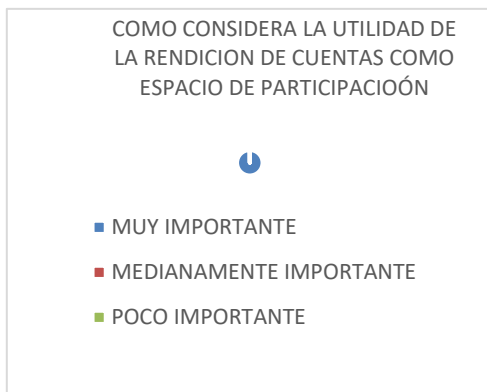 COMO CONSIDERA LA UTILIDAD DE
LA RENDICION DE CUENTAS COMO
ESPACIO DE PARTICIPACIOÓN
MUY IMPORTANTE
MEDIANAMENTE IMPORTANTE
POCO IMPORTANTE